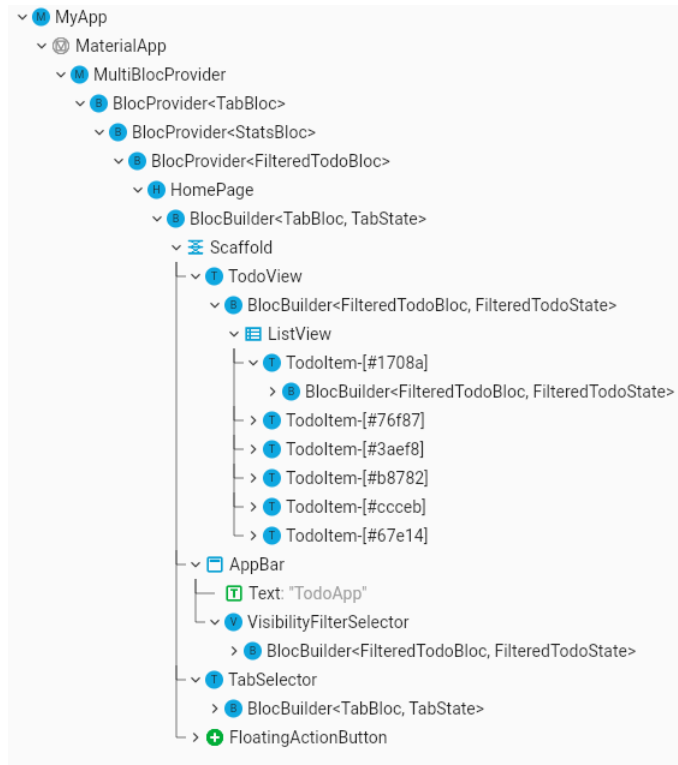 MyApp
MaterialApp
MultiBlocProvider
BlocProvider<TabBloc>
BlocProvider<StatsBloc>
BlocProvider<FilteredTodoBloc>
HomePage
BlocBuilder<TabBloc, TabState>
Scaffold
TodoView
BlocBuilder<FilteredTodoBloc, FilteredTodoState>
ListView
TodoItem-[#1708a]
BlocBuilder<FilteredTodoBloc, FilteredTodoState>
TodoItem-[#76f87]
TodoItem-[#3aef8]
TodoItem-[#b8782]
TodoItem-[#ccceb]
TodoItem-[#67e14]
AppBar
Text: "TodoApp"
VisibilityFilterSelector
BlocBuilder<FilteredTodoBloc, FilteredTodoState>
TabSelector
BlocBuilder<TabBloc, TabState>
FloatingActionButton